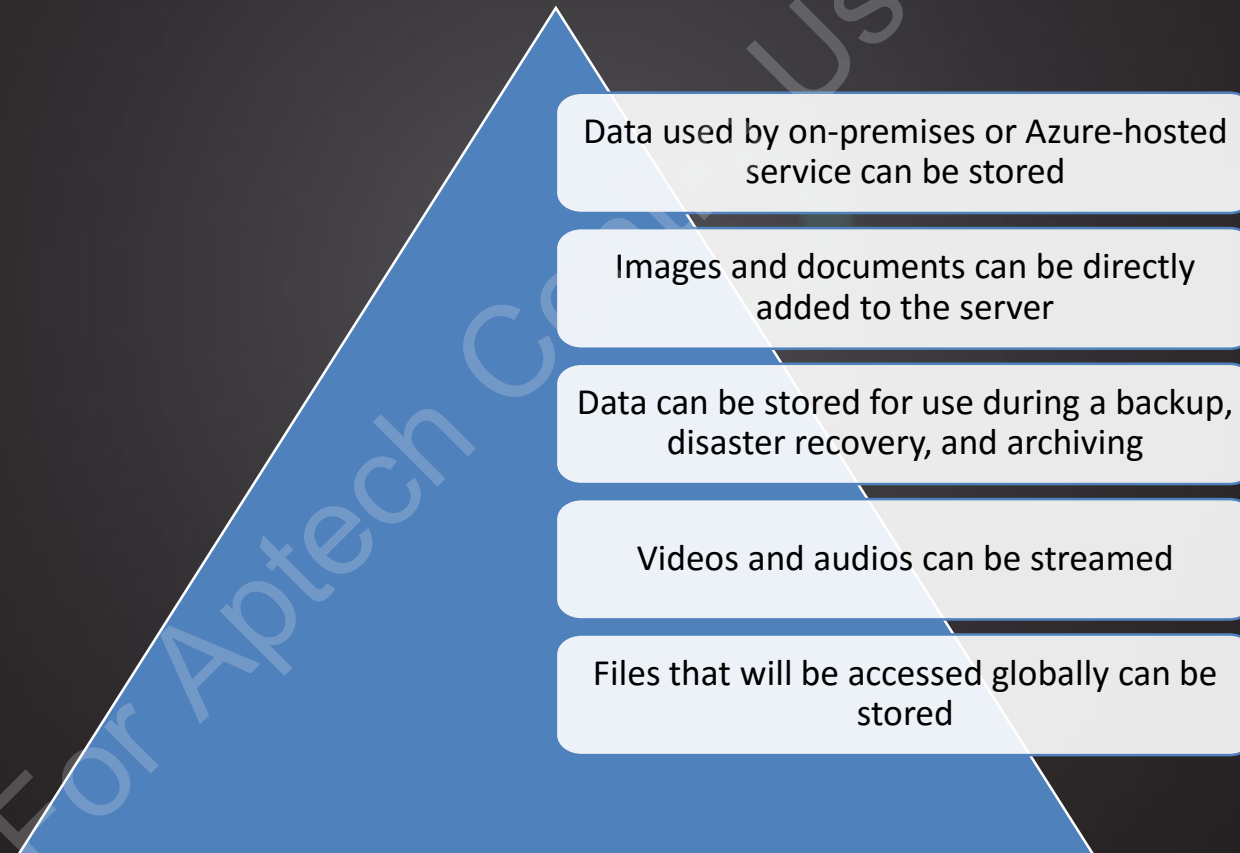 Data used by on-premises or Azure-hosted
service can be stored
Images and documents can be directly
added to the server
Data can be stored for use during a backup,
disaster recovery, and archiving
Videos and audios can be streamed
Files that will be accessed globally can be
stored
For Aptech